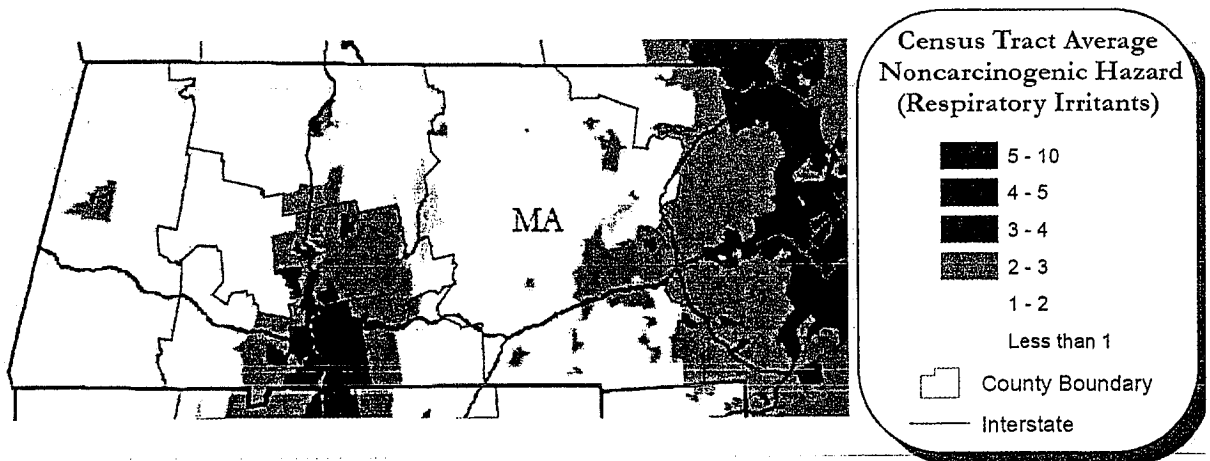 MA
Census Tract Average
Noncarcinogenic Hazard
(Respiratory Irritants)
5 - 10
4 - 5
3 - 4
2 - 3
1 - 2
Less than 1
County Boundary
Interstate